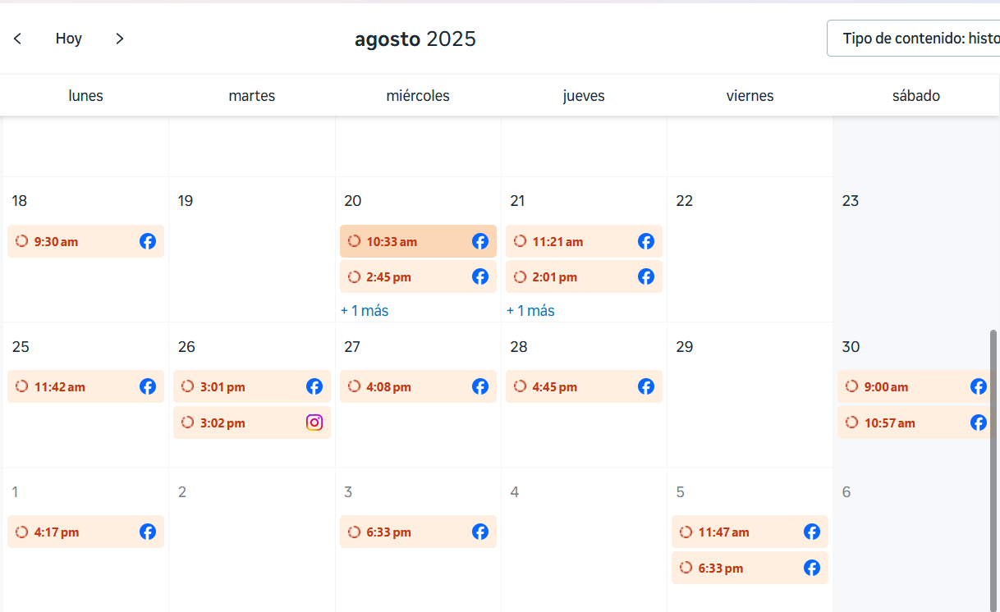 Hoy
agosto 2025
Tipo de contenido: histo
lunes martes miércoles jueves viernes sábado
18 19 20 21 22 23
9:30 am 10:33 am 11:21 am
2:45 pm 2:01 pm
+ 1 más + 1 más
25 26 27 28 29 30
11:42 am 3:01 pm 4:08 pm 4:45 pm 9:00 am
3:02 pm 10:57 am
1 2 3 4 5 6
4:17 pm 6:33 pm 11:47 am
6:33 pm